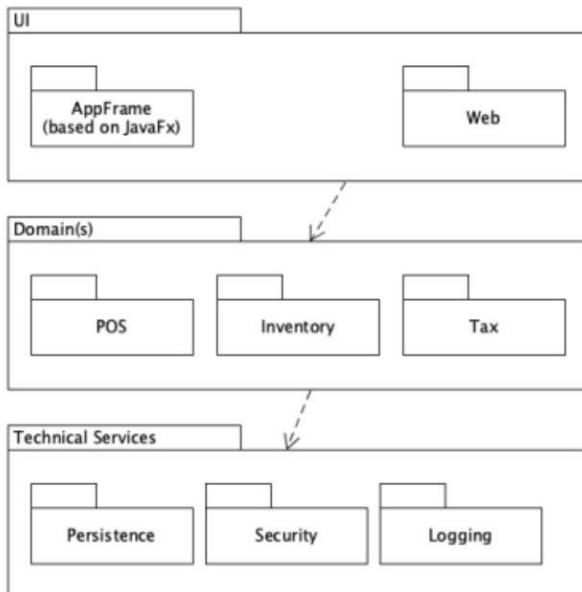 UI
AppFrame
(based on JavaFx)
Web
Domain(s)
POS
Inventory
Tax
Technical Services
Persistence
Security
Logging